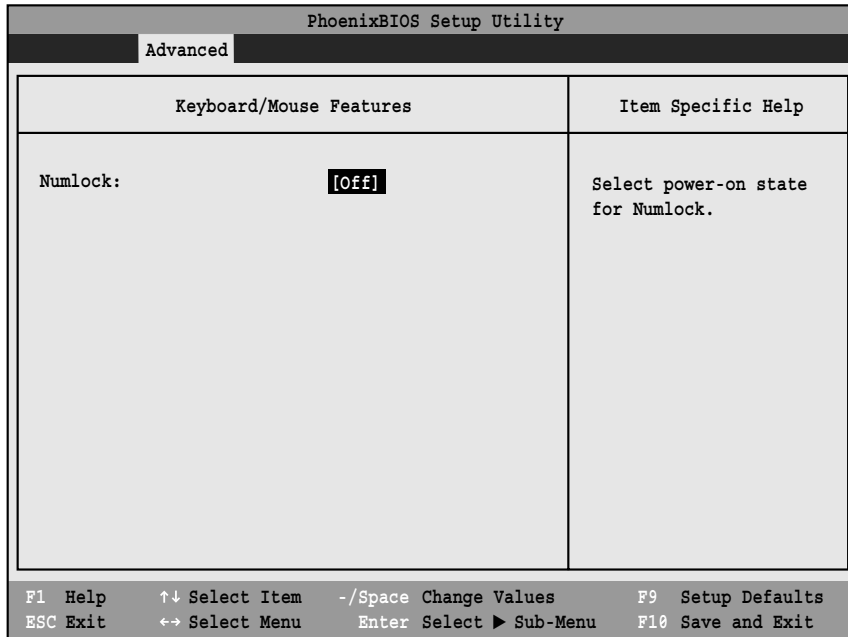 PhoenixBIOS Setup Utility
Advanced
Keyboard/Mouse Features
Item Specific Help
Numlock: [Off]
Select power-on state
for Numlock.
F1 Help ↑↓ Select Item -/Space Change Values F9 Setup Defaults
ESC Exit ←→ Select Menu Enter Select ▶ Sub-Menu F10 Save and Exit